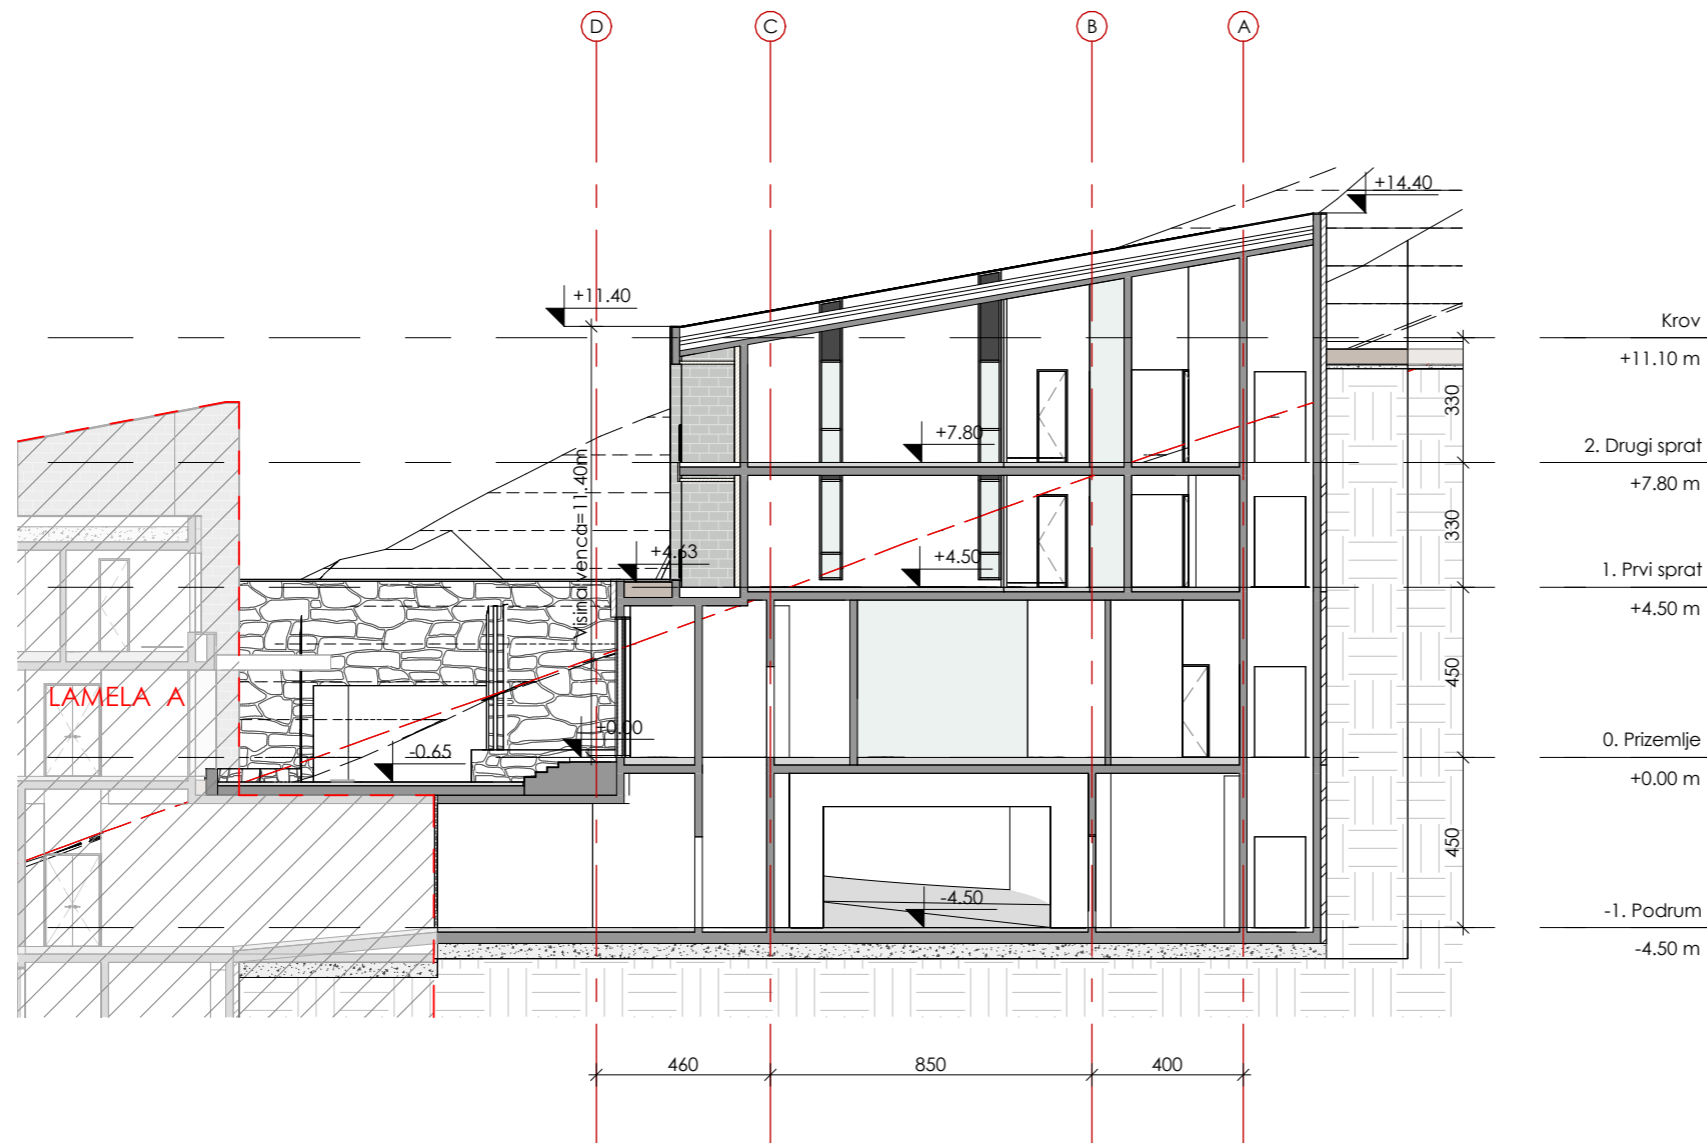 D C B A
+14.40
+11.40
Krov
+11.10 m
330
+7.80
2. Drugi sprat
+7.80 m
Visina venca=11.40m
330
+4.63
+4.50
1. Prvi sprat
+4.50 m
450
LAMELA A
+0.00
-0.65
0. Prizemlje
+0.00 m
450
-4.50
-1. Podrum
-4.50 m
460 850 400